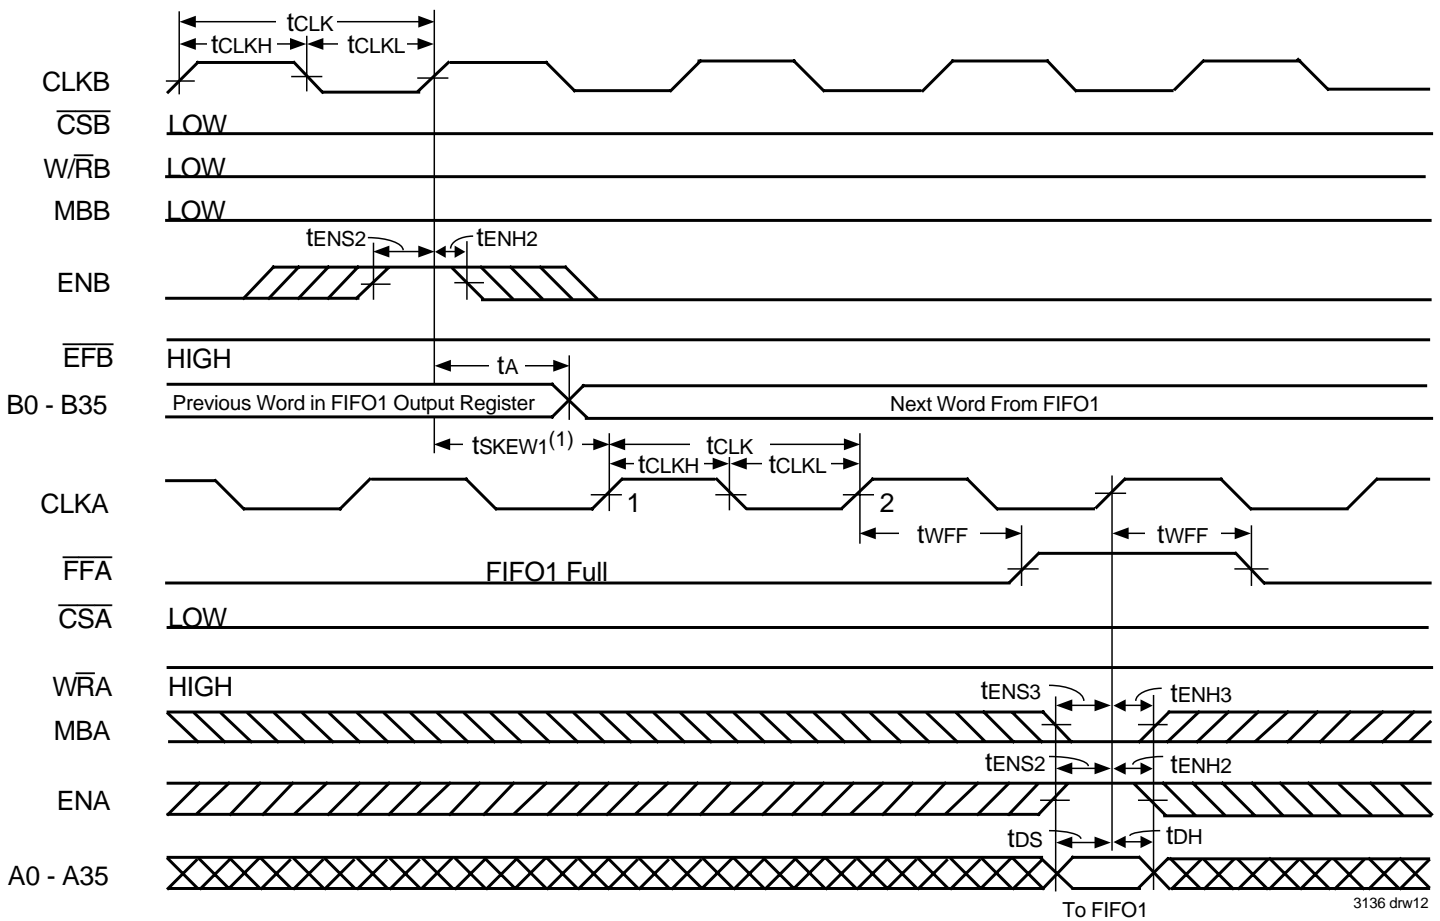 tCLK
tCLKH tCLKL
CLKB
CSB LOW
W/RB LOW
MBB LOW
tENS2 tENH2
ENB
EFB HIGH
tA
B0 - B35 Previous Word in FIFO1 Output Register Next Word From FIFO1
tSKEW1(1) tCLK
tCLKH tCLKL
CLKA 1 2
tWFF tWFF
FFA FIFO1 Full
CSA LOW
WRA HIGH
tENS3 tENH3
MBA
tENS2 tENH2
ENA
tDS tDH
A0 - A35
To FIFO1
3136 drw12